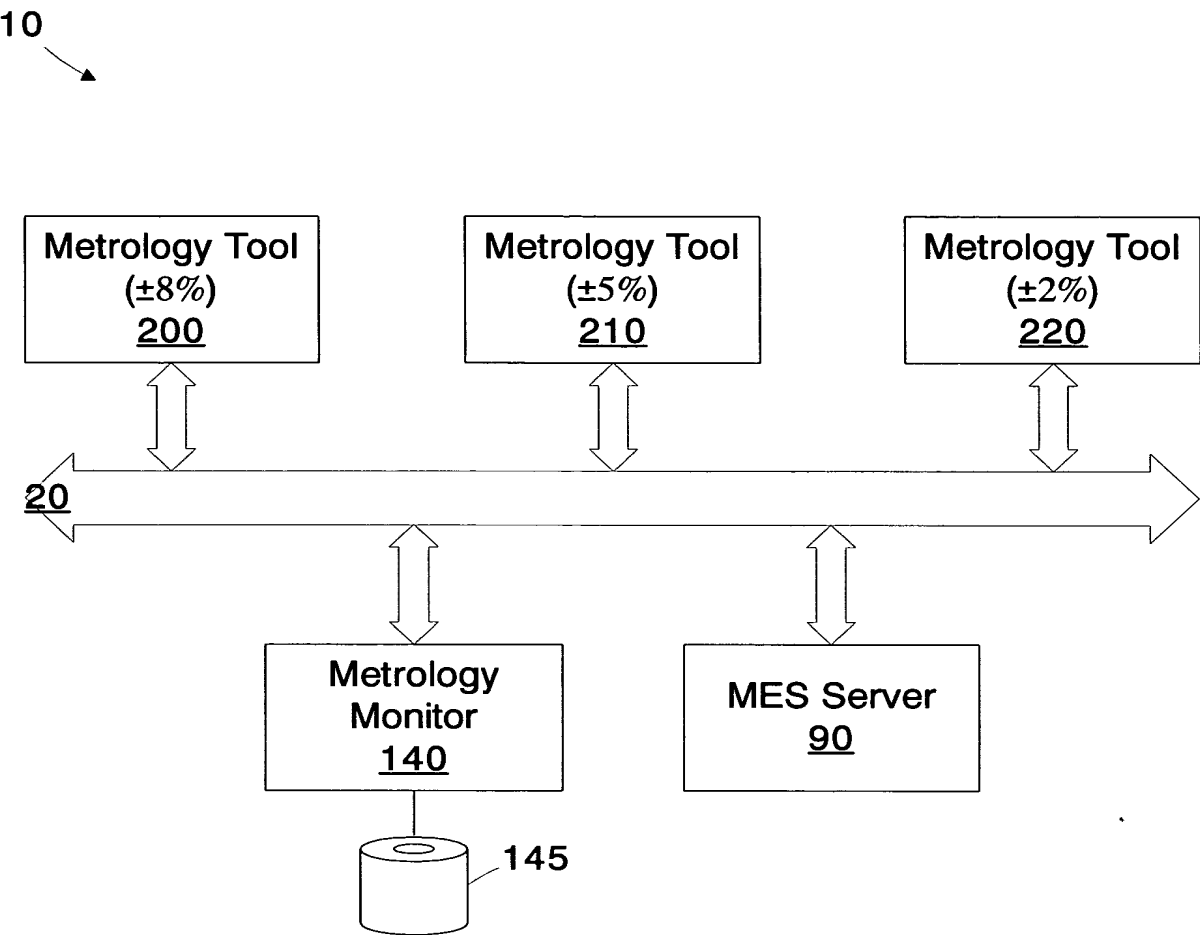 10
Metrology Tool
(±8%)
200
Metrology Tool
(±5%)
210
Metrology Tool
(±2%)
220
20
Metrology
Monitor
140
MES Server
90
145